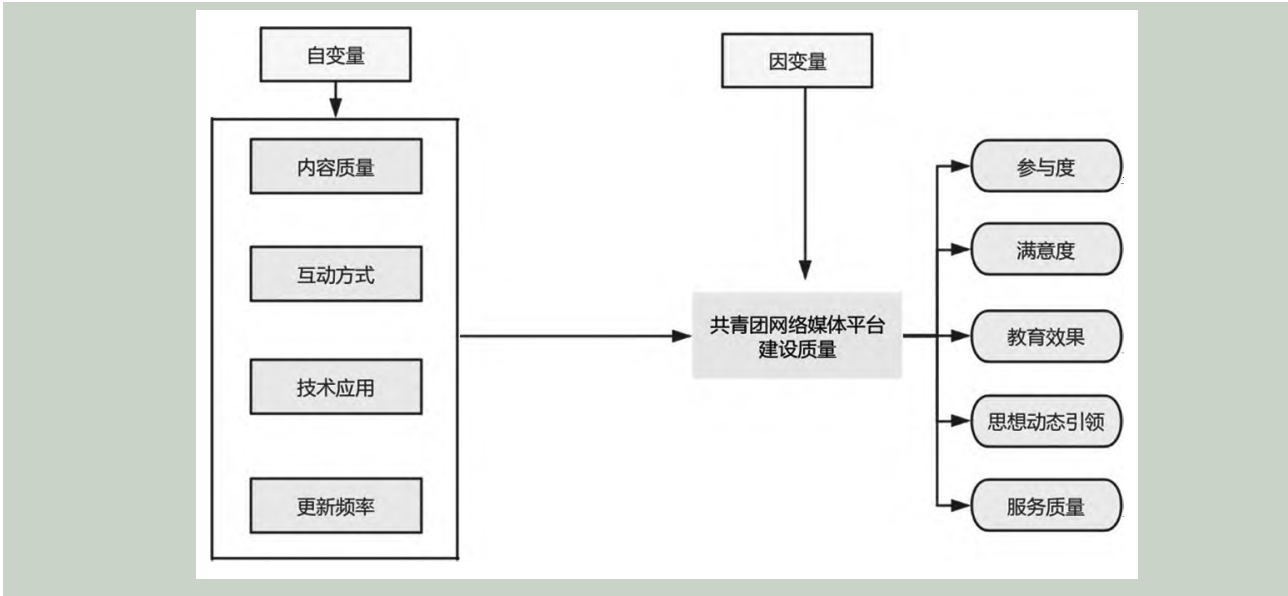 自变量
因变量
内容质量
互动方式
技术应用
更新频率
共青团网络媒体平台
建设质量
参与度
满意度
教育效果
思想动态引领
服务质量